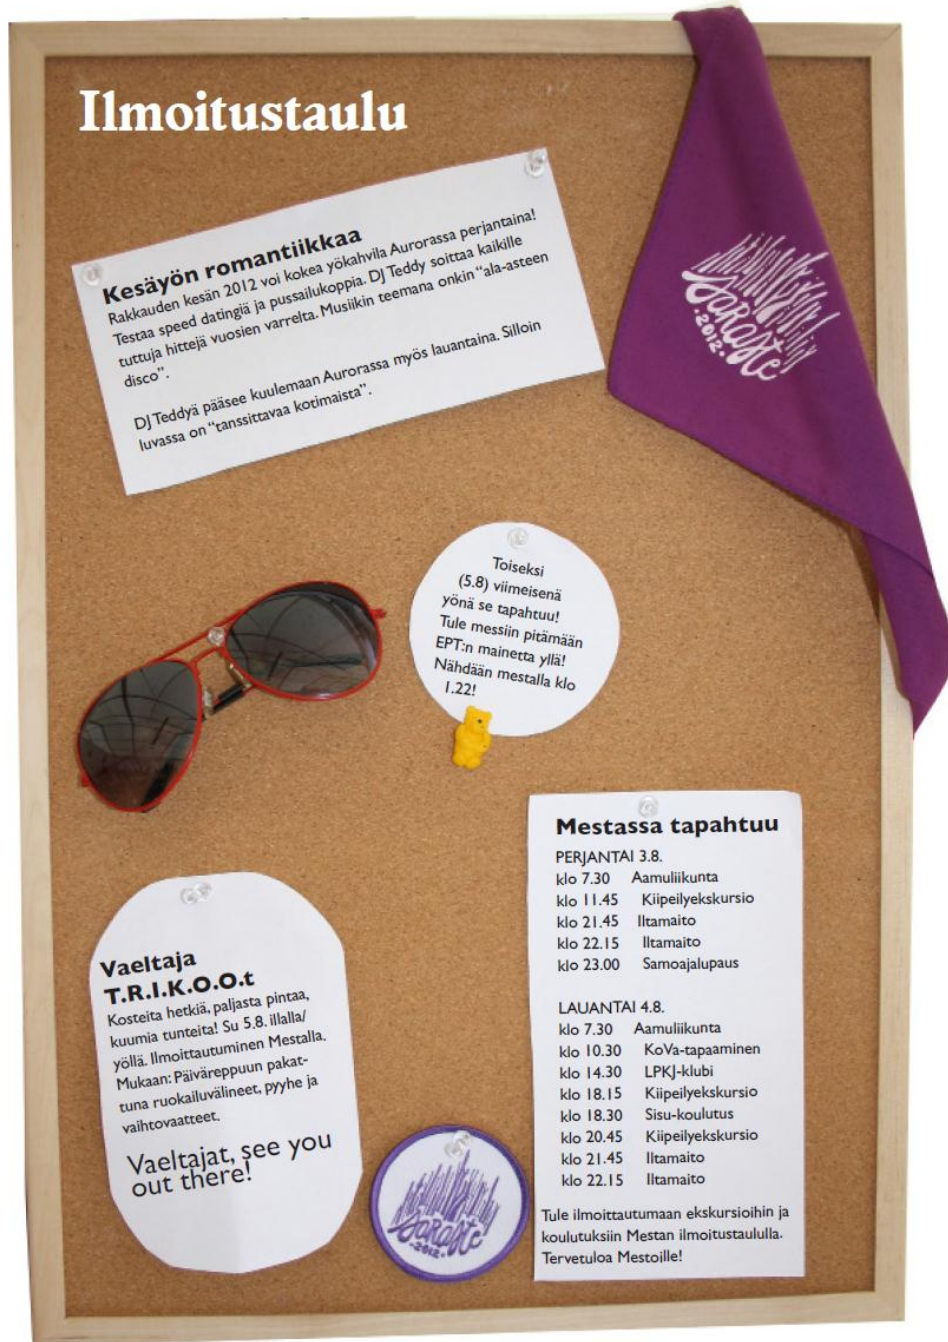 Ilmoitustaulu
Kesäyön romantiikkaa
Rakkauden kesän 2012 voi kokea yökahvila Aurorassa perjantaina!
Testaa speed datingiä ja pussailukoppia. DJ Teddy soittaa kaikille
tuttuja hittejä vuosien varrelta. Musiikin teemana onkin “ala-asteen
disco”.
DJ Teddyä pääsee kuulemaan Aurorassa myös lauantaina. Silloin
luvassa on “tanssittavaa kotimaista”.
JaRaSte
.2012.
Toiseksi
(5.8) viimeisenä
yönä se tapahtuu!
Tule messiin pitämään
EPT:n mainetta yllä!
Nähdään mestalla klo
1.22!
Mestassa tapahtuu
PERJANTAI 3.8.
klo 7.30 Aamuliikunta
klo 11.45 Kiipeilyekskursio
klo 21.45 Iltamaito
klo 22.15 Iltamaito
klo 23.00 Samoajalupaus
LAUANTAI 4.8.
klo 7.30 Aamuliikunta
klo 10.30 KoVa-tapaaminen
klo 14.30 LPKJ-klubi
klo 18.15 Kiipeilyekskursio
klo 18.30 Sisu-koulutus
klo 20.45 Kiipeilyekskursio
klo 21.45 Iltamaito
klo 22.15 Iltamaito
Tule ilmoittautumaan ekskursioihin ja
koulutuksiin Mestan ilmoitustaululla.
Tervetuloa Mestoille!
Vaeltaja
T.R.I.K.O.O.t
Kosteita hetkiä, paljasta pintaa,
kuumia tunteita! Su 5.8. illalla/
yöllä. Ilmoittautuminen Mestalla.
Mukaan: Päiväreppuun pakat-
tuna ruokailuvälineet, pyyhe ja
vaihtovaatteet.
Vaeltajat, see you
out there!
JaRaSte
.2012.